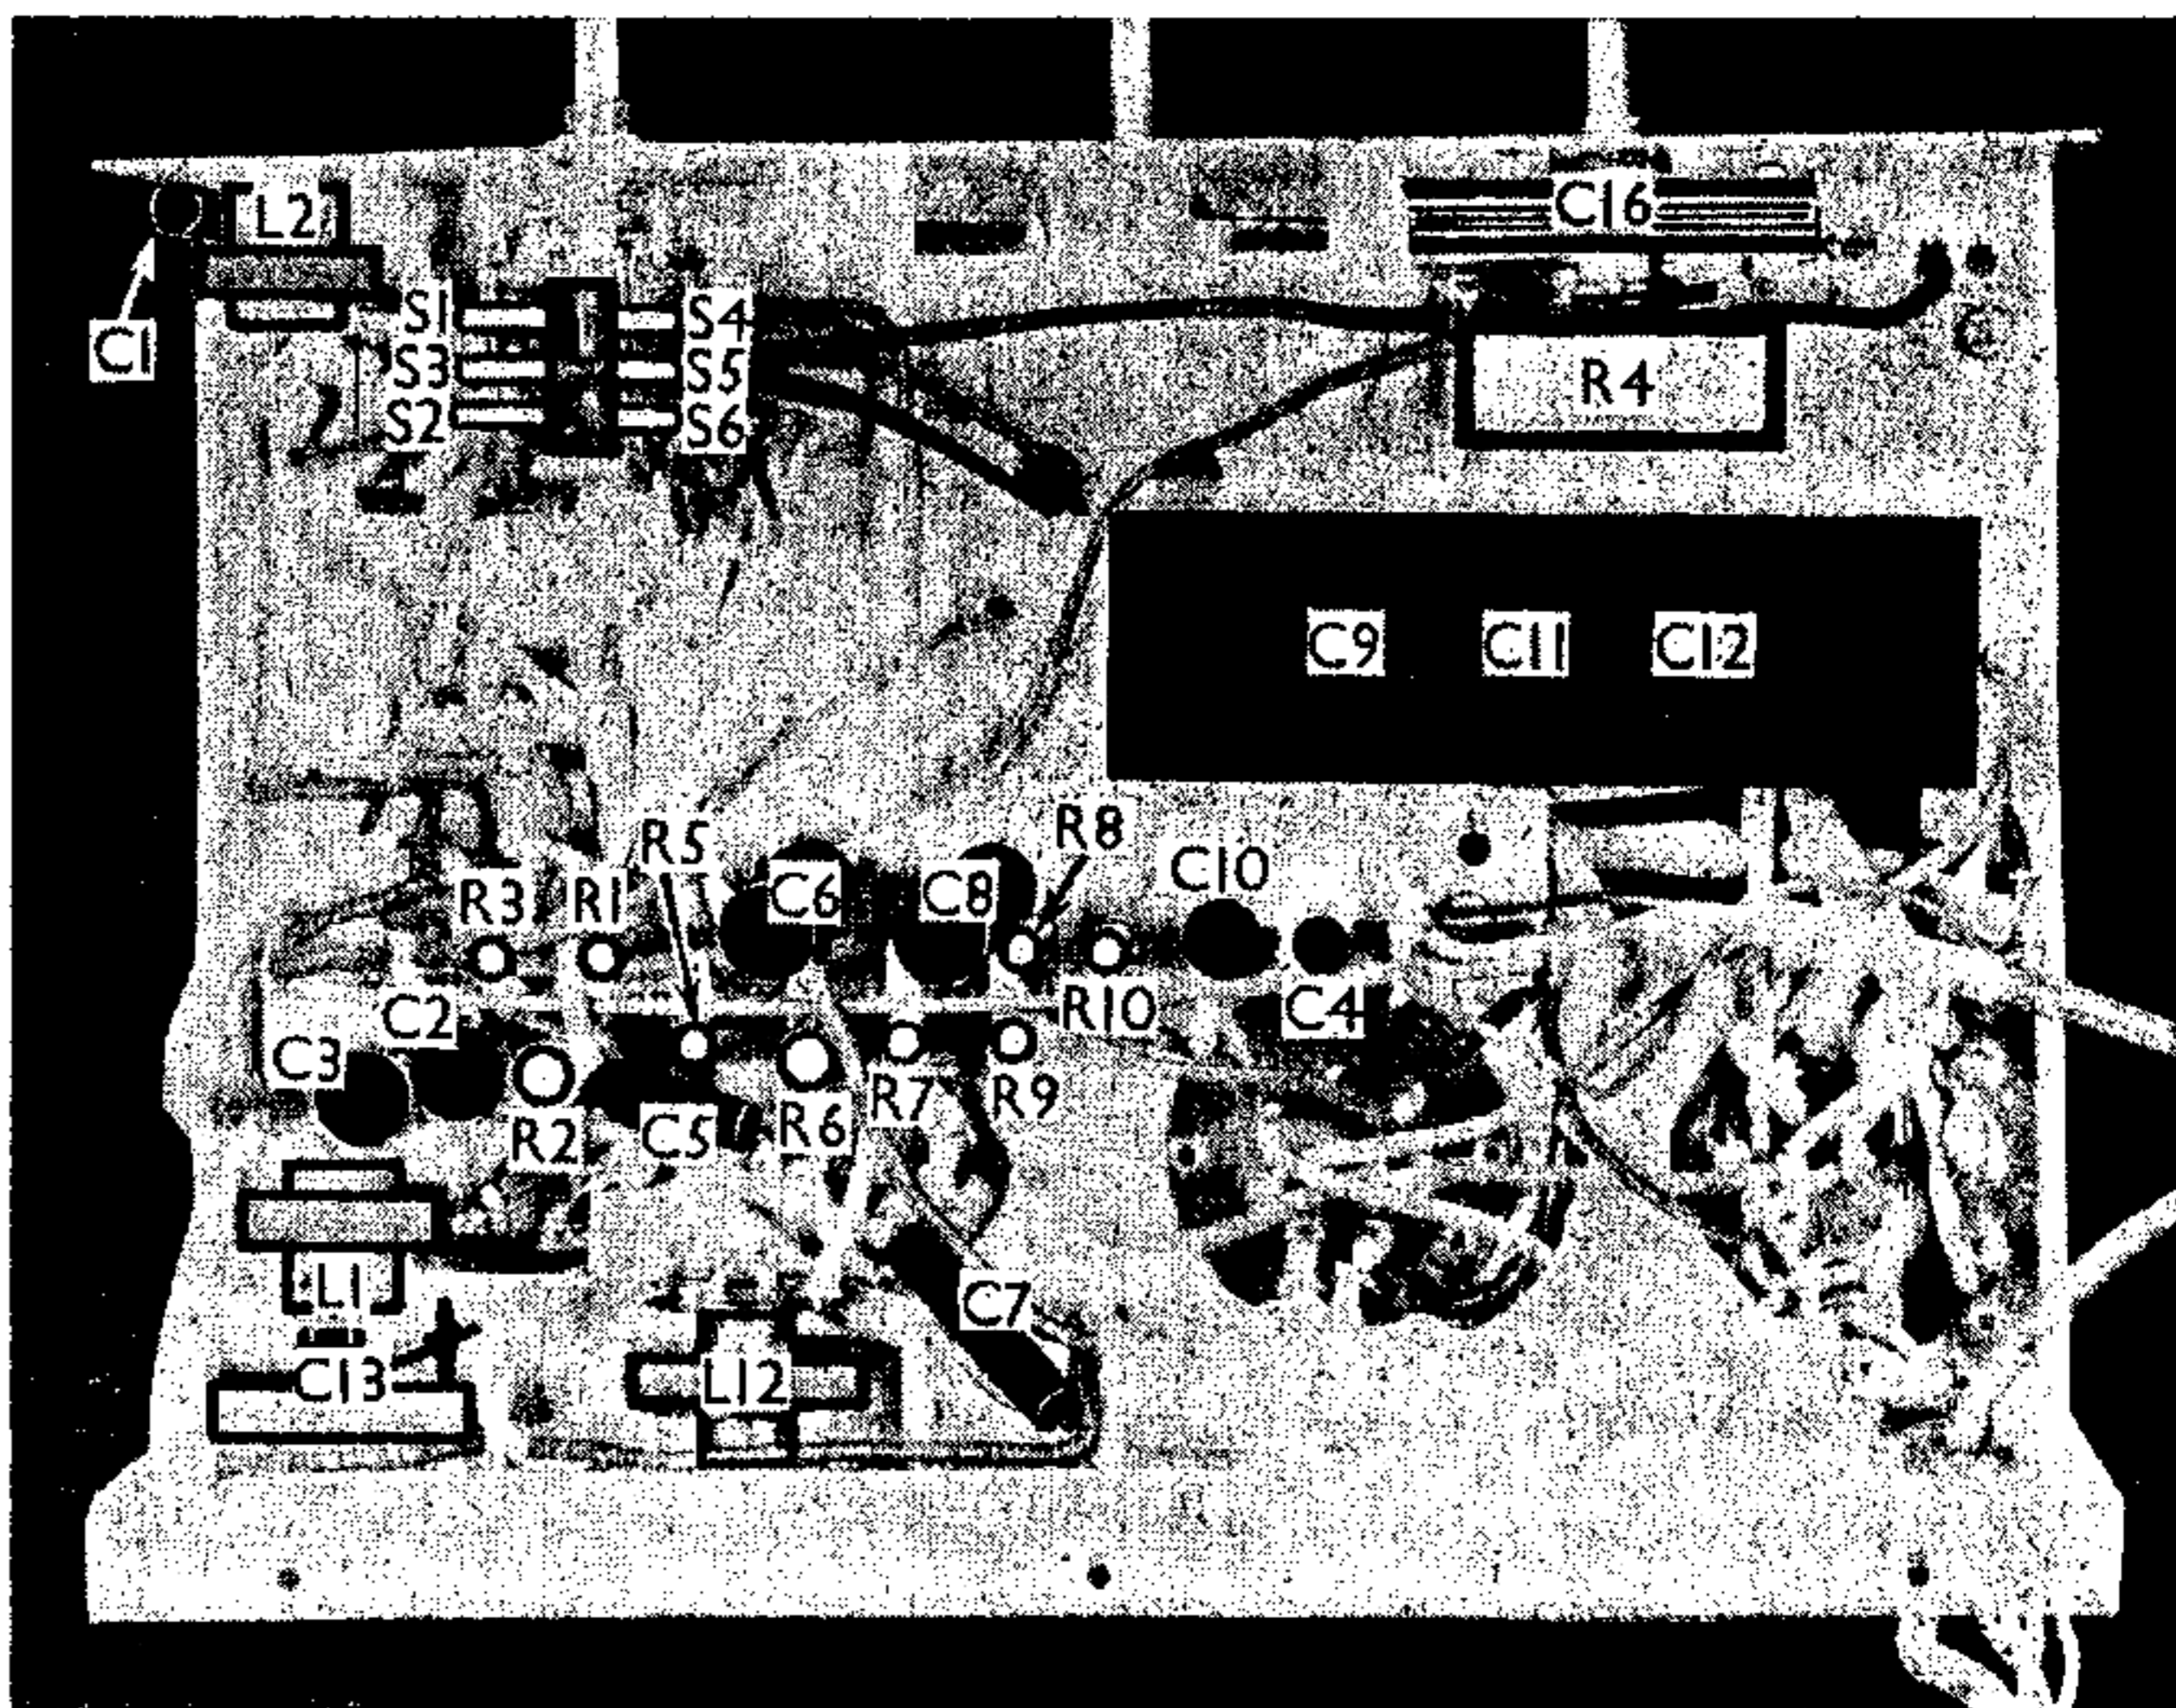 L2
C16
C1
S1 S4
S3 S5
S2 S6
R4
C9 C11 C12
R5 R8
R3 R1 C6 C8 C10
C2 R10 C4
C3
R2 C5 R6 R7 R9
L1 C7
C13 L12